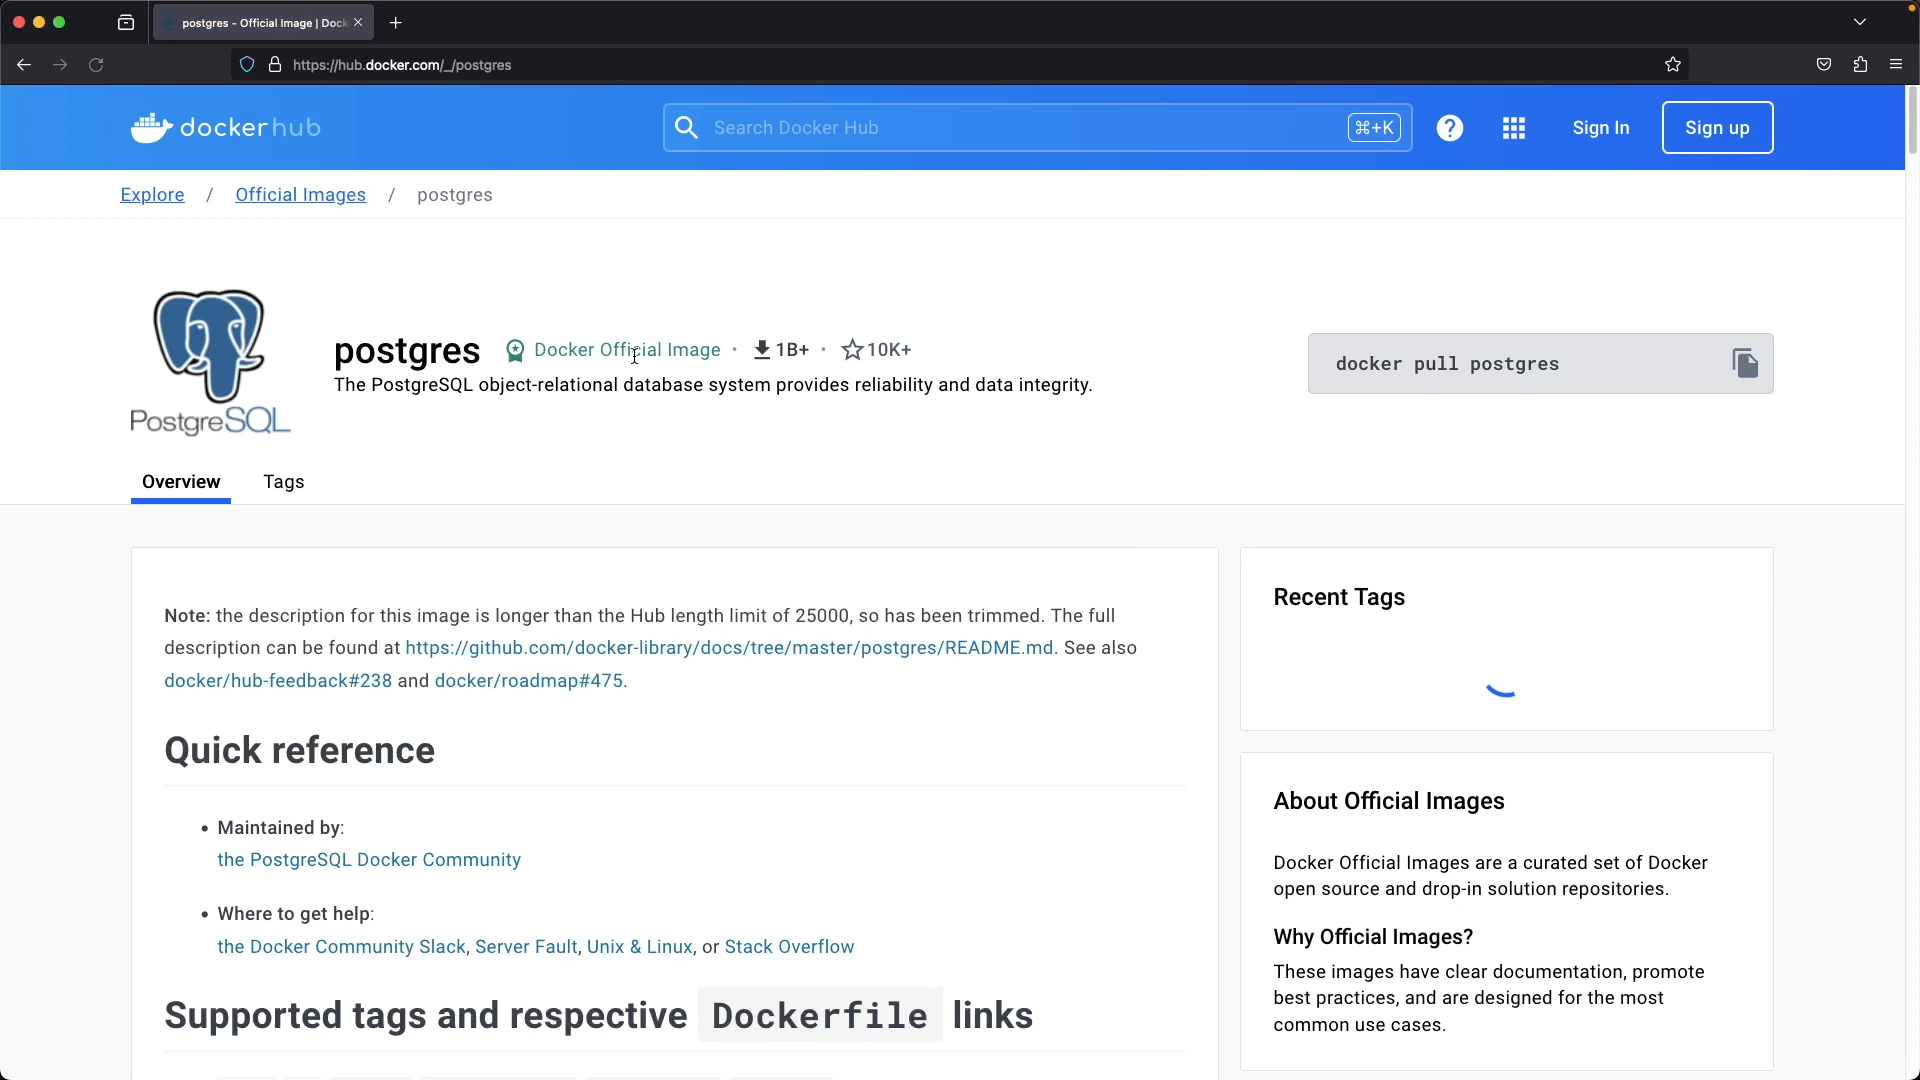 postgres - Official Image | Dock
https://hub.docker.com/_/postgres
dockerhub
Search Docker Hub
⌘+K
Sign In
Sign up
Explore / Official Images / postgres
PostgreSQL
postgres Docker Official Image · 1B+ · 10K+
The PostgreSQL object-relational database system provides reliability and data integrity.
docker pull postgres
Overview
Tags
Note: the description for this image is longer than the Hub length limit of 25000, so has been trimmed. The full
description can be found at https://github.com/docker-library/docs/tree/master/postgres/README.md. See also
docker/hub-feedback#238 and docker/roadmap#475.
Quick reference
• Maintained by:
the PostgreSQL Docker Community
• Where to get help:
the Docker Community Slack, Server Fault, Unix & Linux, or Stack Overflow
Supported tags and respective Dockerfile links
Recent Tags
About Official Images
Docker Official Images are a curated set of Docker
open source and drop-in solution repositories.
Why Official Images?
These images have clear documentation, promote
best practices, and are designed for the most
common use cases.